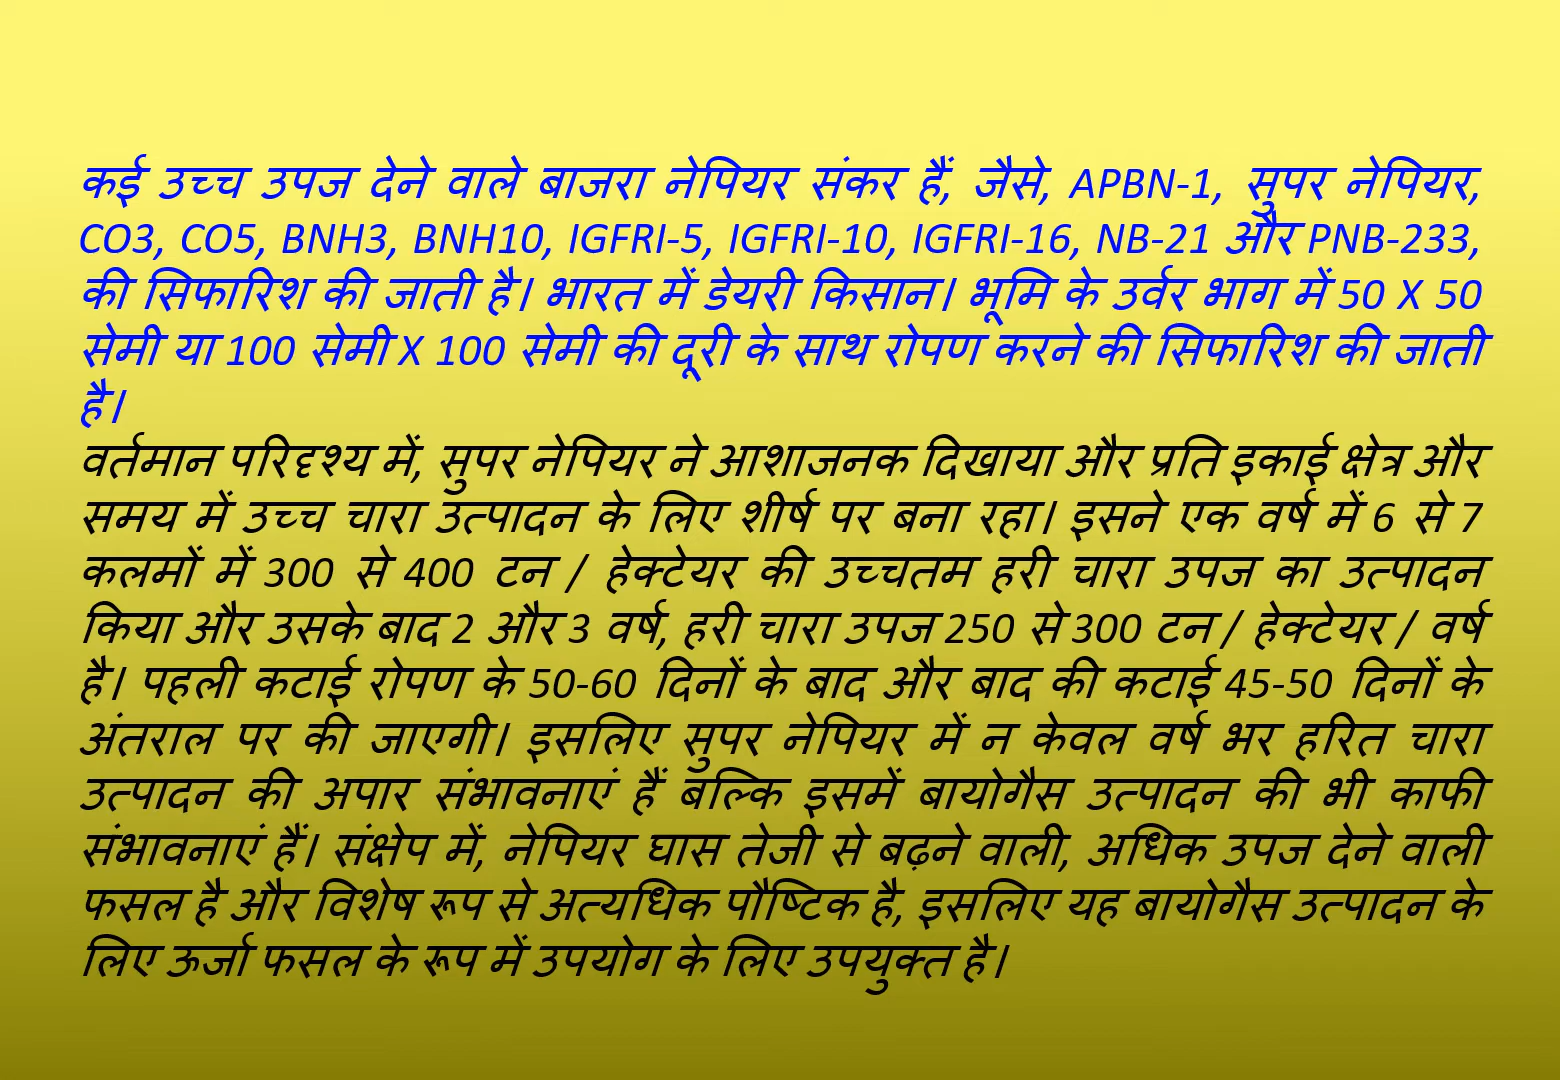 कई उच्च उपज देने वाले बाजरा नेपियर संकर हैं, जैसे, APBN-1, सुपर नेपियर,
CO3, CO5, BNH3, BNH10, IGFRI-5, IGFRI-10, IGFRI-16, NB-21 और PNB-233,
की सिफारिश की जाती है। भारत में डेयरी किसान। भूमि के उर्वर भाग में 50 X 50
सेमी या 100 सेमी X 100 सेमी की दूरी के साथ रोपण करने की सिफारिश की जाती
है।
वर्तमान परिदृश्य में, सुपर नेपियर ने आशाजनक दिखाया और प्रति इकाई क्षेत्र और
समय में उच्च चारा उत्पादन के लिए शीर्ष पर बना रहा। इसने एक वर्ष में 6 से 7
कलमों में 300 से 400 टन / हेक्टेयर की उच्चतम हरी चारा उपज का उत्पादन
किया और उसके बाद 2 और 3 वर्ष, हरी चारा उपज 250 से 300 टन / हेक्टेयर / वर्ष
है। पहली कटाई रोपण के 50-60 दिनों के बाद और बाद की कटाई 45-50 दिनों के
अंतराल पर की जाएगी। इसलिए सुपर नेपियर में न केवल वर्ष भर हरित चारा
उत्पादन की अपार संभावनाएं हैं बल्कि इसमें बायोगैस उत्पादन की भी काफी
संभावनाएं हैं। संक्षेप में, नेपियर घास तेजी से बढ़ने वाली, अधिक उपज देने वाली
फसल है और विशेष रूप से अत्यधिक पौष्टिक है, इसलिए यह बायोगैस उत्पादन के
लिए ऊर्जा फसल के रूप में उपयोग के लिए उपयुक्त है।